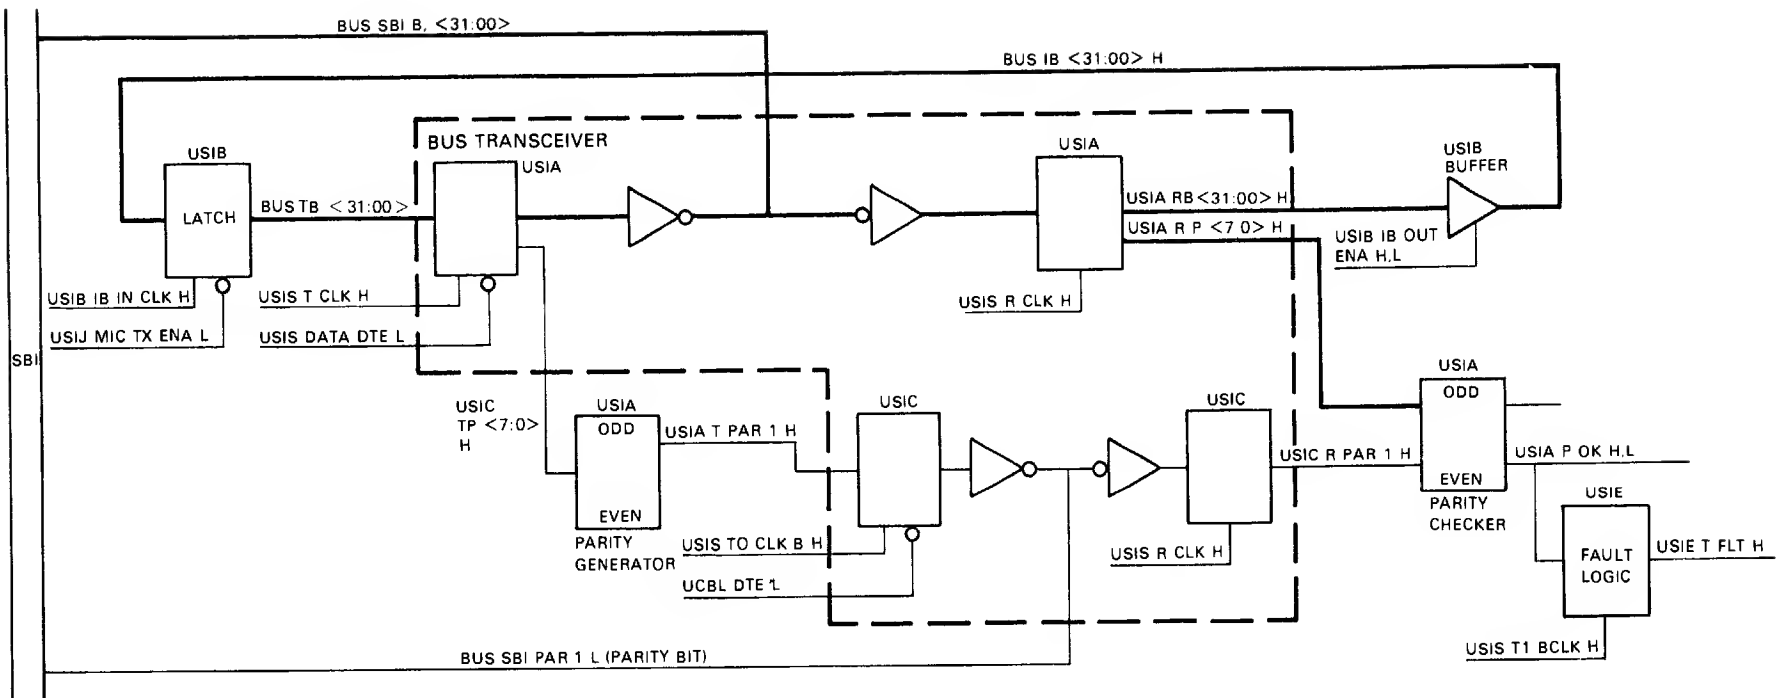 BUS SBI B, <31:00>
BUS IB <31:00> H
BUS TRANSCEIVER
USIB
LATCH
BUS TB <31:00>
USIA
USIA
USIA RB<31:00> H
USIA R P <7 0> H
USIB
BUFFER
USIB IB OUT
ENA H,L
USIB IB IN CLK H
USIJ MIC TX ENA L
USIS T CLK H
USIS DATA DTE L
USIS R CLK H
SBI
USIC
TP <7:0>
H
USIA
ODD
EVEN
PARITY
GENERATOR
USIA T PAR 1 H
USIC
USIS TO CLK B H
UCBL DTE L
USIC
USIS R CLK H
USIC R PAR 1 H
USIA
ODD
EVEN
PARITY
CHECKER
USIA P OK H,L
USIE
FAULT
LOGIC
USIE T FLT H
USIS T1 BCLK H
BUS SBI PAR 1 L (PARITY BIT)